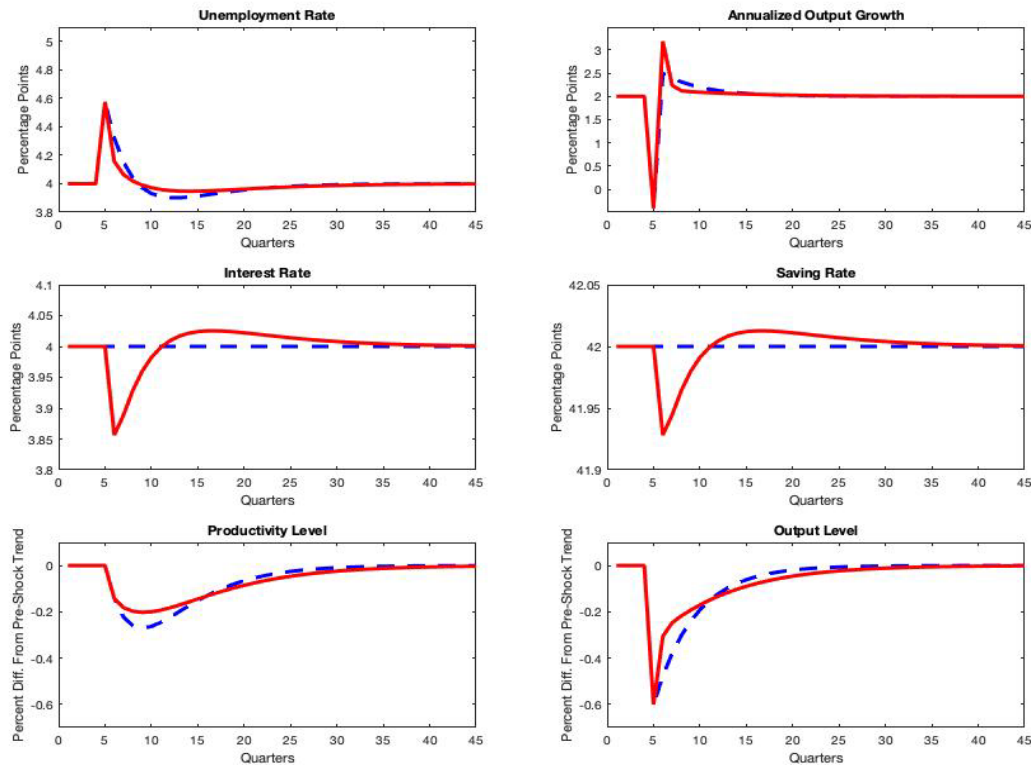 Unemployment Rate
Percentage Points
5
4.8
4.6
4.4
4.2
4
3.8
0 5 10 15 20 25 30 35 40 45
Quarters
Annualized Output Growth
Percentage Points
3
2.5
2
1.5
1
0.5
0
0 5 10 15 20 25 30 35 40 45
Quarters
Interest Rate
Percentage Points
4.1
4.05
4
3.95
3.9
3.85
3.8
0 5 10 15 20 25 30 35 40 45
Quarters
Saving Rate
Percentage Points
42.05
42
41.95
41.9
0 5 10 15 20 25 30 35 40 45
Quarters
Productivity Level
Percent Diff. From Pre-Shock Trend
0
-0.2
-0.4
-0.6
0 5 10 15 20 25 30 35 40 45
Quarters
Output Level
Percent Diff. From Pre-Shock Trend
0
-0.2
-0.4
-0.6
0 5 10 15 20 25 30 35 40 45
Quarters